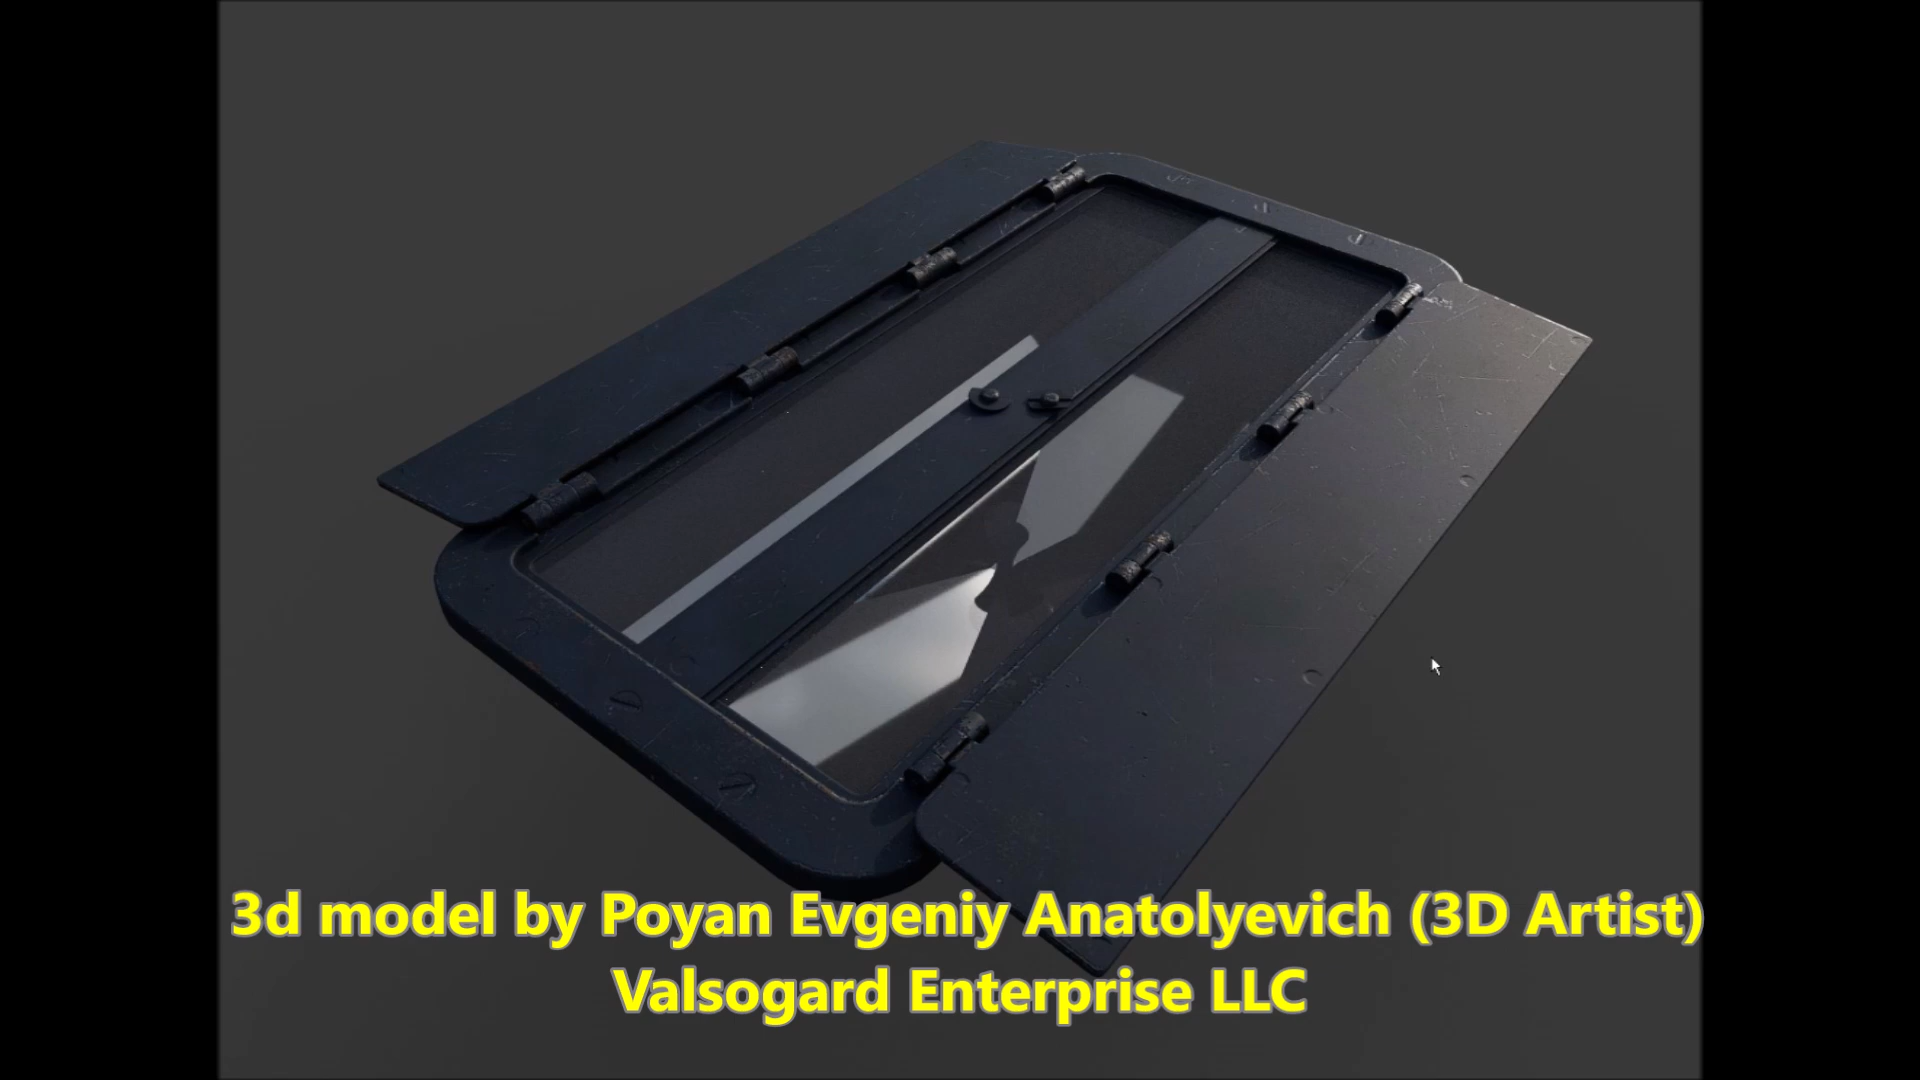 3d model by Poyan Evgeniy Anatolyevich (3D Artist)
Valsogard Enterprise LLC